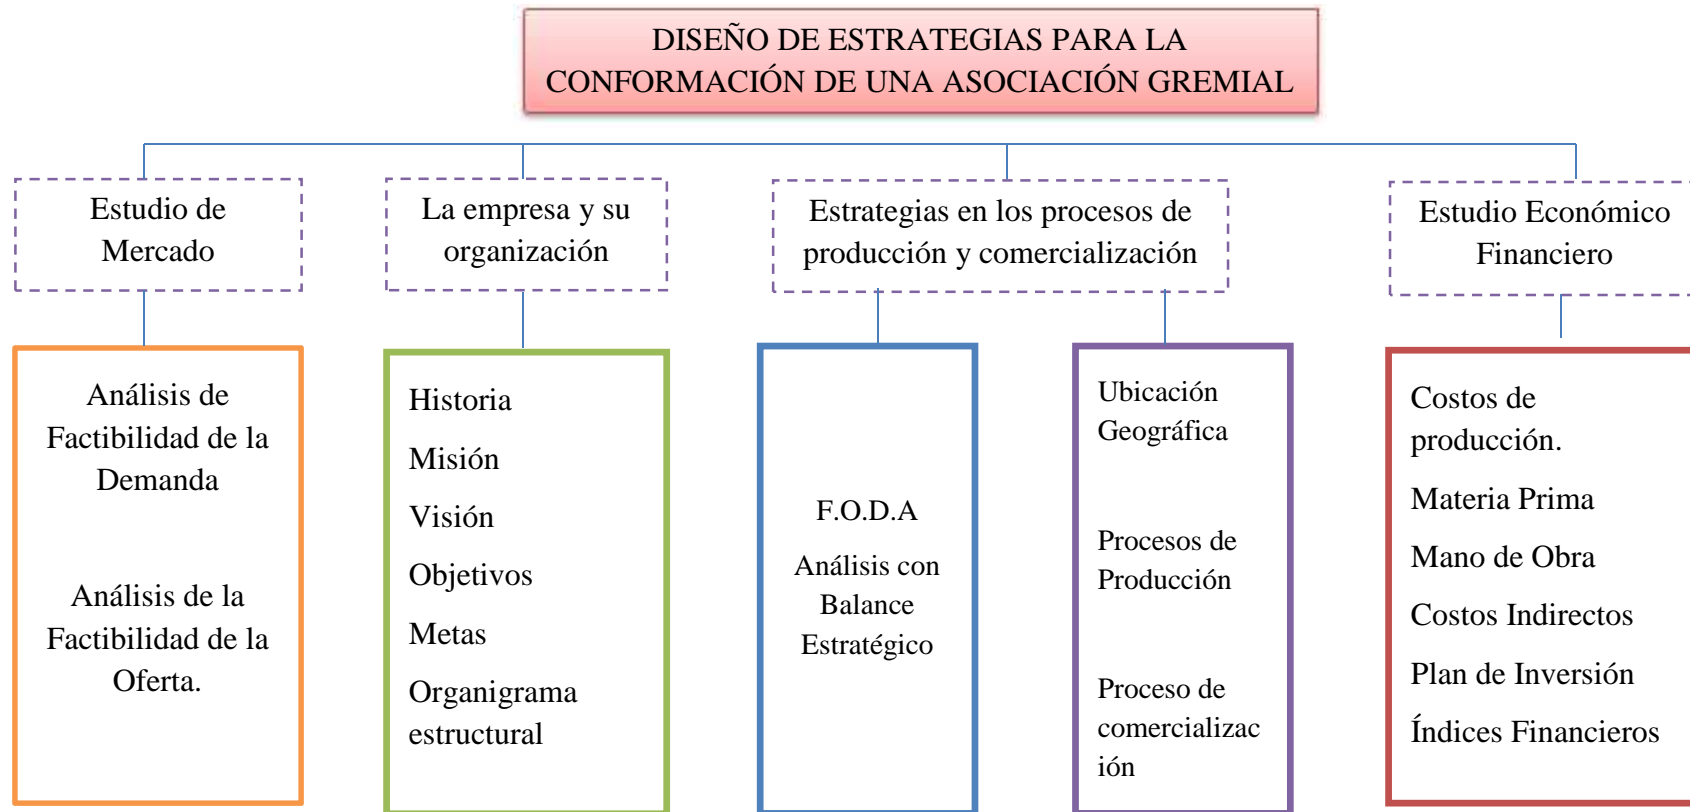 DISEÑO DE ESTRATEGIAS PARA LA
CONFORMACIÓN DE UNA ASOCIACIÓN GREMIAL
Estudio de
Mercado
La empresa y su
organización
Estrategias en los procesos de
producción y comercialización
Estudio Económico
Financiero
Análisis de
Factibilidad de la
Demanda
Análisis de la
Factibilidad de la
Oferta.
Historia
Misión
Visión
Objetivos
Metas
Organigrama
estructural
F.O.D.A
Análisis con
Balance
Estratégico
Ubicación
Geográfica
Procesos de
Producción
Proceso de
comercializac
ión
Costos de
producción.
Materia Prima
Mano de Obra
Costos Indirectos
Plan de Inversión
Índices Financieros